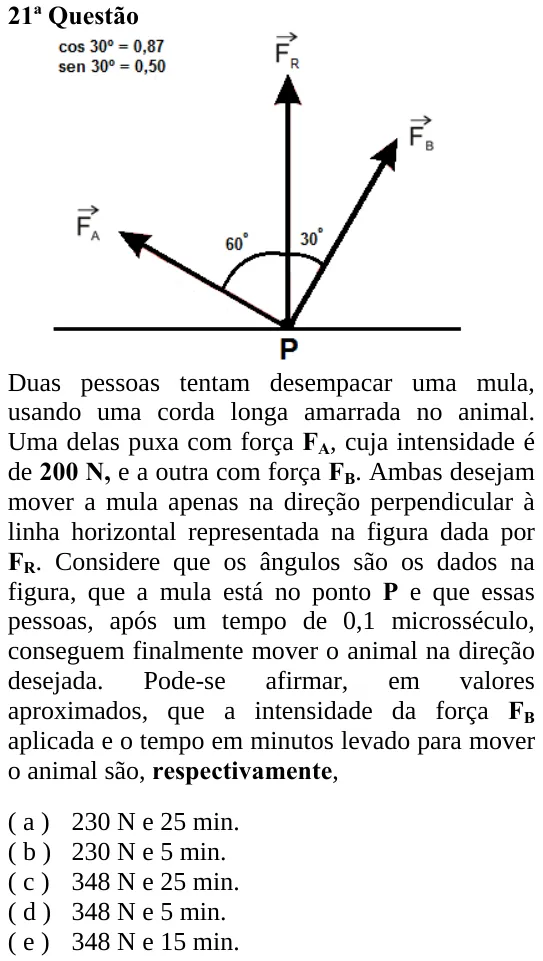 21ª Questão
cos 30º = 0,87
sen 30º = 0,50
F_R
F_B
F_A
60°
30°
P
Duas pessoas tentam desempacar uma mula,
usando uma corda longa amarrada no animal.
Uma delas puxa com força F_A, cuja intensidade é
de 200 N, e a outra com força F_B. Ambas desejam
mover a mula apenas na direção perpendicular à
linha horizontal representada na figura dada por
F_R. Considere que os ângulos são os dados na
figura, que a mula está no ponto P e que essas
pessoas, após um tempo de 0,1 microsséculo,
conseguem finalmente mover o animal na direção
desejada. Pode-se afirmar, em valores
aproximados, que a intensidade da força F_B
aplicada e o tempo em minutos levado para mover
o animal são, respectivamente,
( a ) 230 N e 25 min.
( b ) 230 N e 5 min.
( c ) 348 N e 25 min.
( d ) 348 N e 5 min.
( e ) 348 N e 15 min.